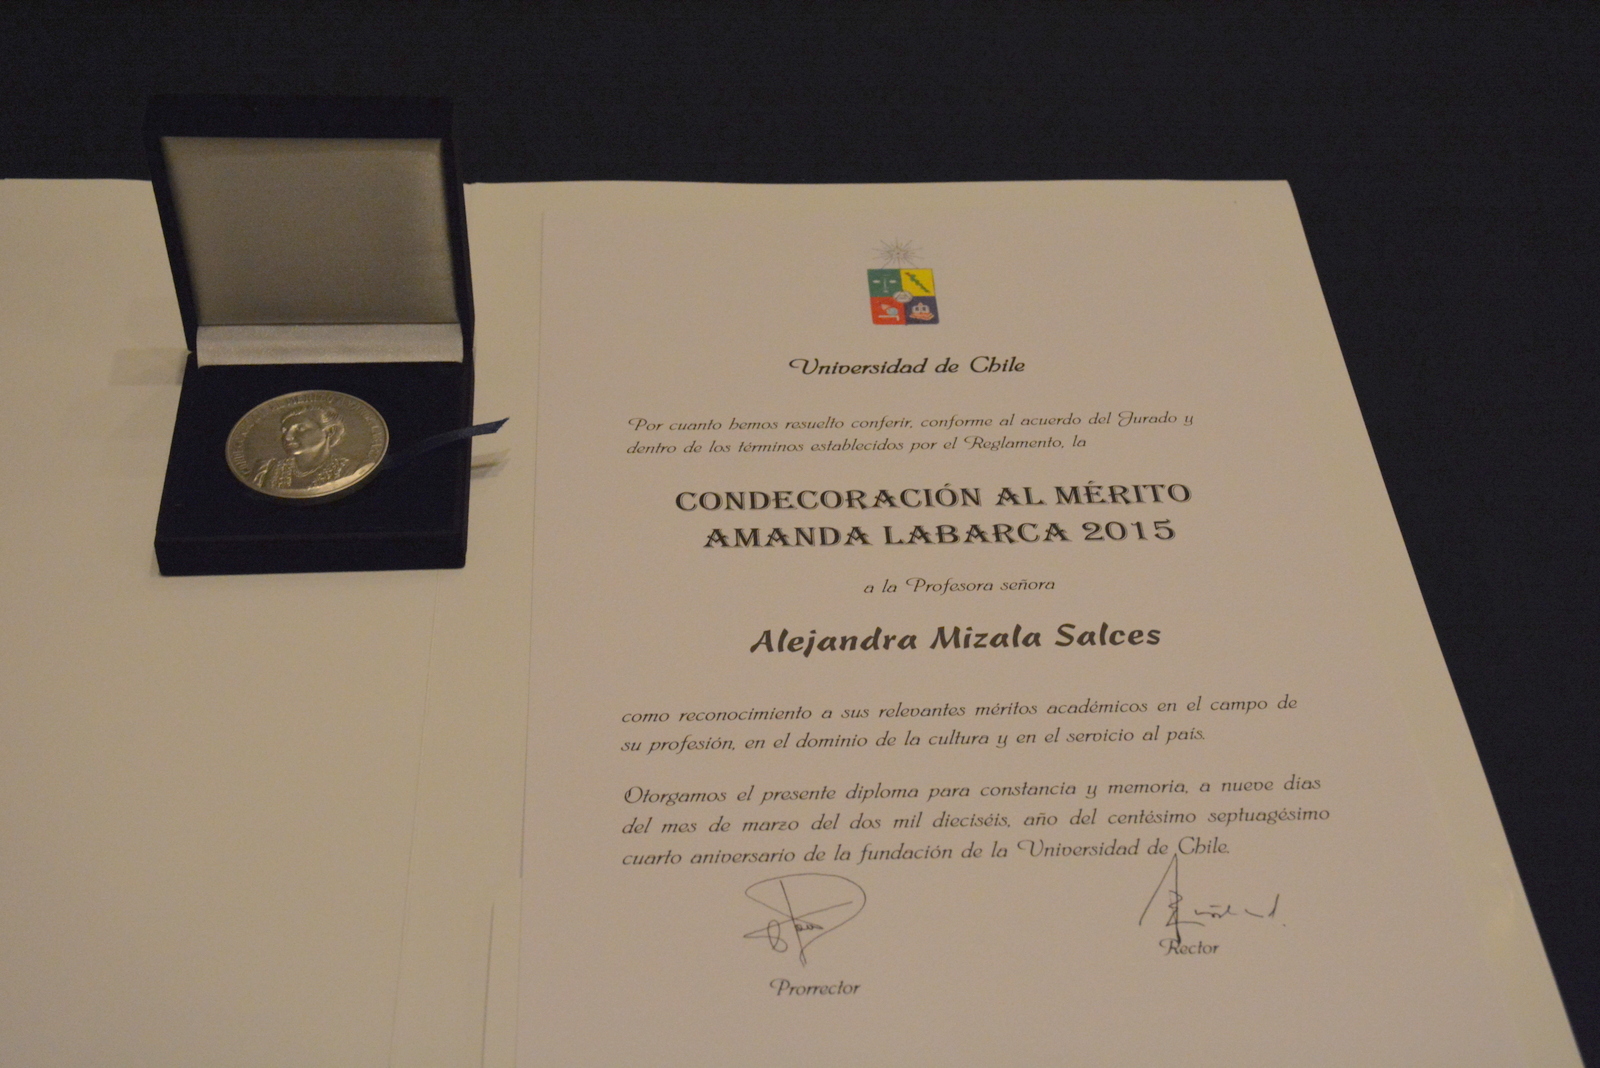 Universidad de Chile
Por cuanto hemos resuelto conferir, conforme al acuerdo del Jurado y
dentro de los términos establecidos por el Reglamento, la
CONDECORACIÓN AL MÉRITO
AMANDA LABARCA 2015
a la Profesora señora
Alejandra Mizala Salces
como reconocimiento a sus relevantes méritos académicos en el campo de
su profesión, en el dominio de la cultura y en el servicio al país.
Otorgamos el presente diploma para constancia y memoria, a nueve dias
del mes de marzo del dos mil dieciséis, año del centésimo septuagésimo
cuarto aniversario de la fundación de la Universidad de Chile.
Rector
Prorrector